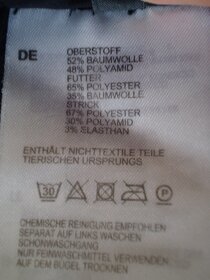 DE
OBERSTOFF
52% BAUMWOLLE
48% POLYAMID
FUTTER
65% POLYESTER
35% BAUMWOLLE
STRICK
67% POLYESTER
30% POLYAMID
3% ELASTHAN
ENTHÄLT NICHTTEXTILE TEILE
TIERISCHEN URSPRUNGS
30
P
CHEMISCHE REINIGUNG EMPFOHLEN
SEPARAT AUF LINKS WASCHEN
SCHONWASCHGANG
NUR FEINWASCHMITTEL VERWENDEN
AUF DEM BÜGEL TROCKNEN